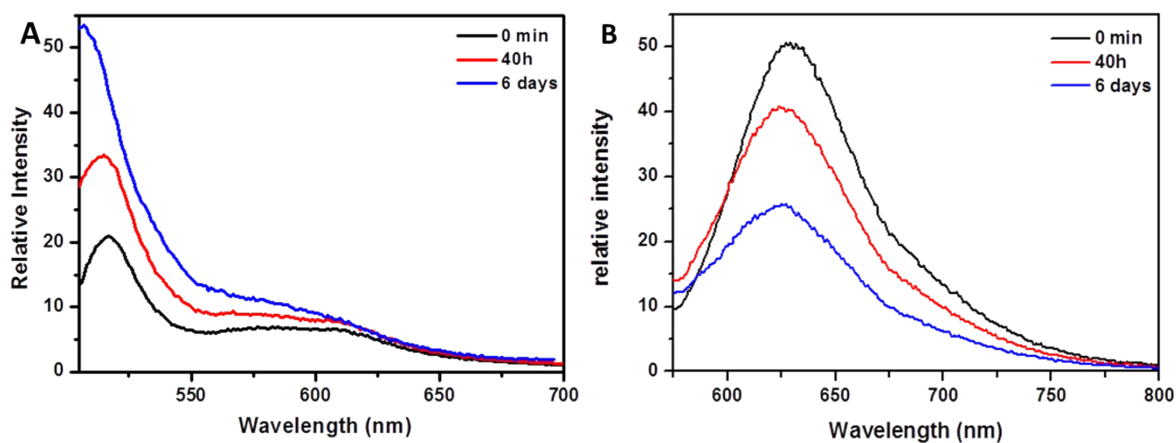 A
0 min
40h
6 days
50
40
30
20
10
0
550
600
650
700
Wavelength (nm)
Relative Intensity
B
0 min
40h
6 days
50
40
30
20
10
0
600
650
700
750
800
Wavelength (nm)
relative intensity